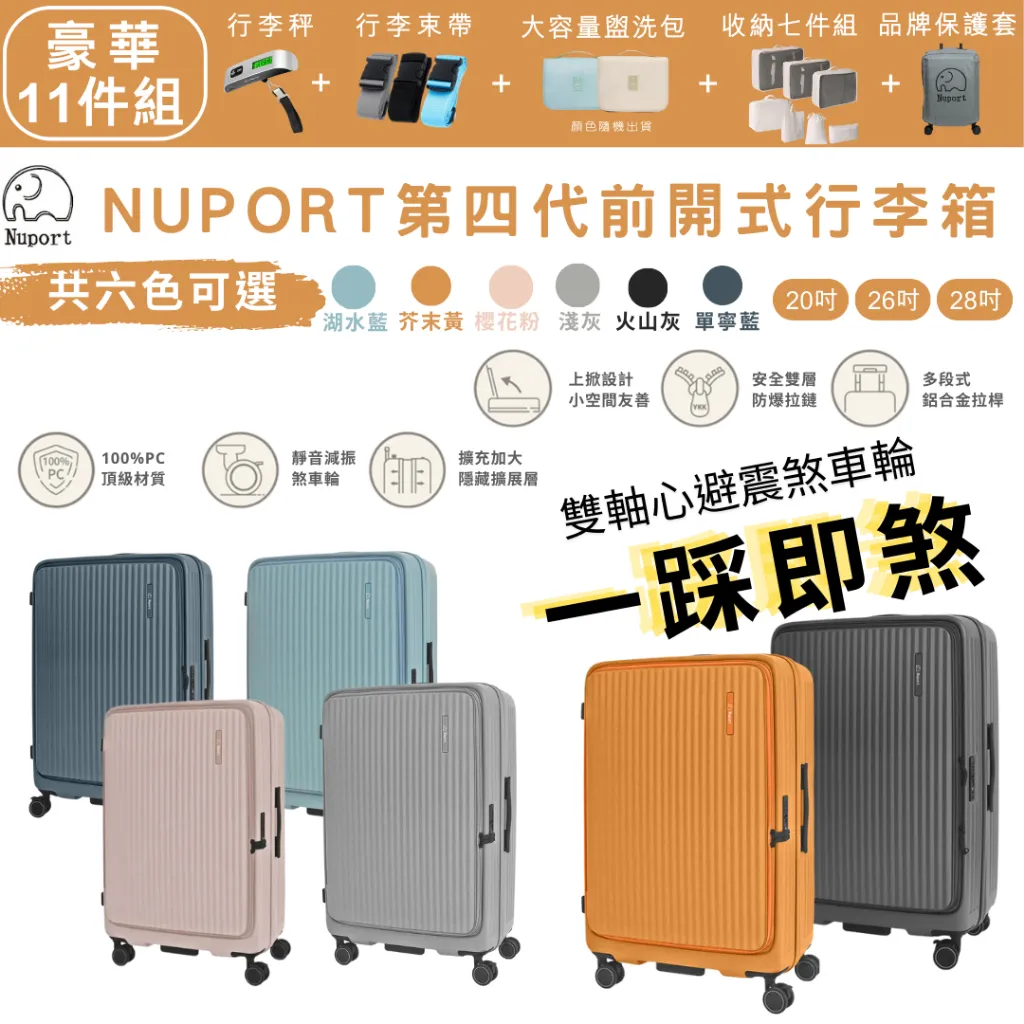 豪華
11件組
行李秤
+
行李束帶
+
大容量盥洗包
顏色隨機出貨
+
收納七件組
+
品牌保護套
Nuport
Nuport
NUPORT第四代前開式行李箱
共六色可選
湖水藍 芥末黃 櫻花粉 淺灰 火山灰 單寧藍
20吋 26吋 28吋
上掀設計
小空間友善
YKK
安全雙層
防爆拉鏈
多段式
鋁合金拉桿
100%
PC
100%PC
頂級材質
靜音減振
煞車輪
擴充加大
隱藏擴展層
雙軸心避震煞車輪
一踩即煞